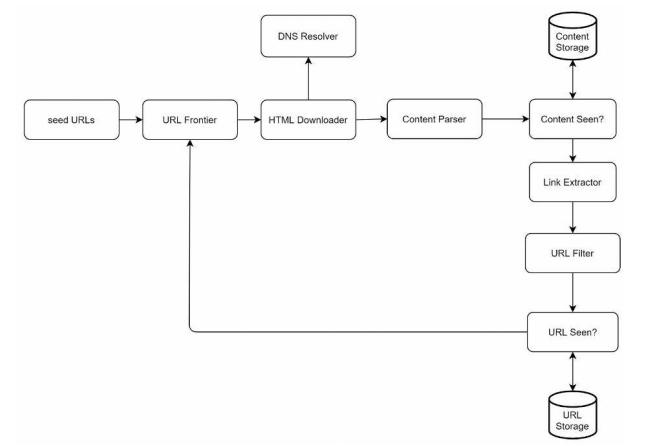 DNS Resolver
Content
Storage
seed URLs
URL Frontier
HTML Downloader
Content Parser
Content Seen?
Link Extractor
URL Filter
URL Seen?
URL
Storage